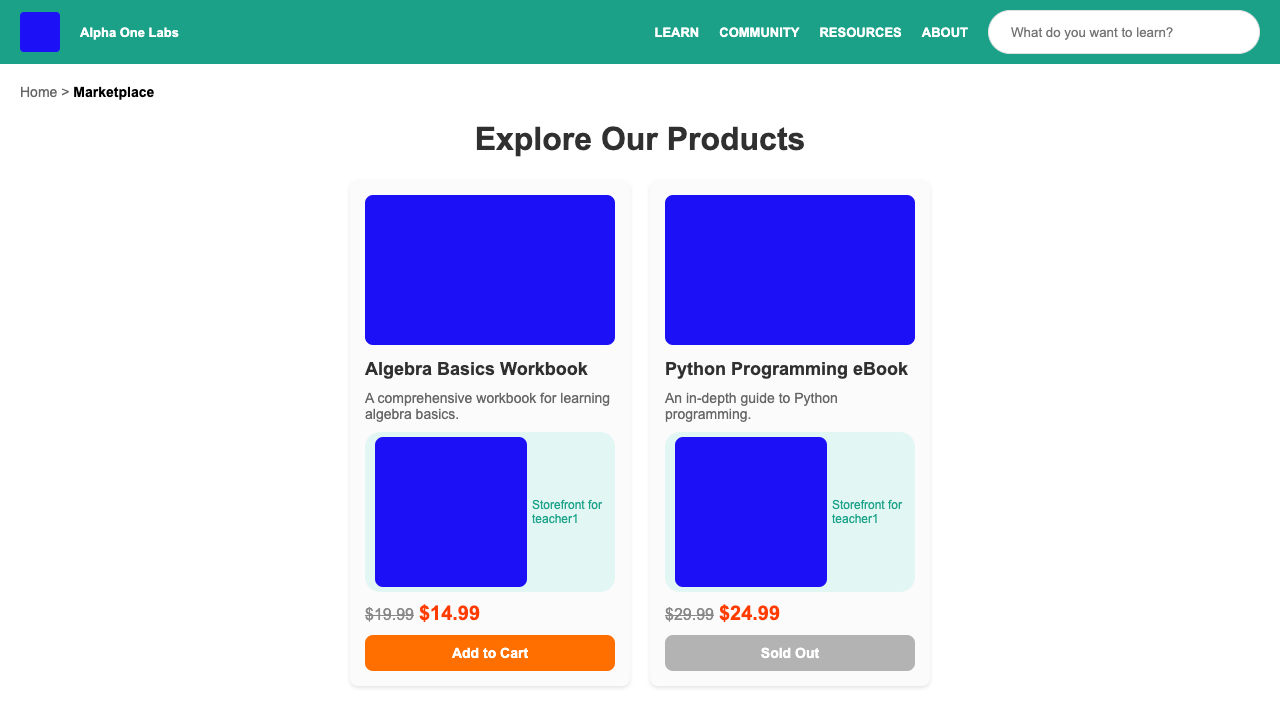 Alpha One Labs
LEARN COMMUNITY RESOURCES ABOUT
What do you want to learn?
Home > Marketplace
Explore Our Products
Algebra Basics Workbook
A comprehensive workbook for learning
algebra basics.
Storefront for
teacher1
$19.99 $14.99
Add to Cart
Python Programming eBook
An in-depth guide to Python
programming.
Storefront for
teacher1
$29.99 $24.99
Sold Out